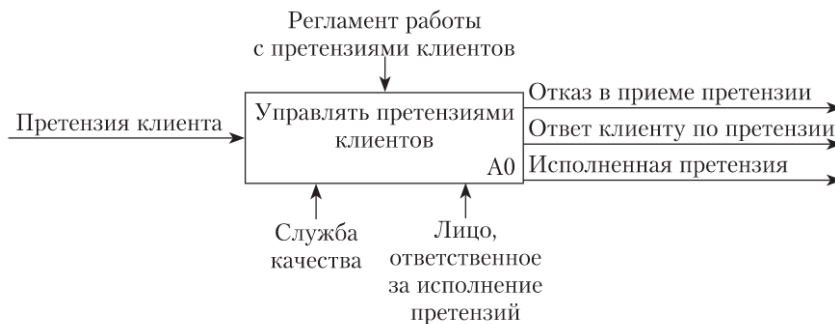 Регламент работы
с претензиями клиентов
Претензия клиента
Управлять претензиями
клиентов
А0
Отказ в приеме претензии
Ответ клиенту по претензии
Исполненная претензия
Служба
качества
Лицо,
ответственное
за исполнение
претензий